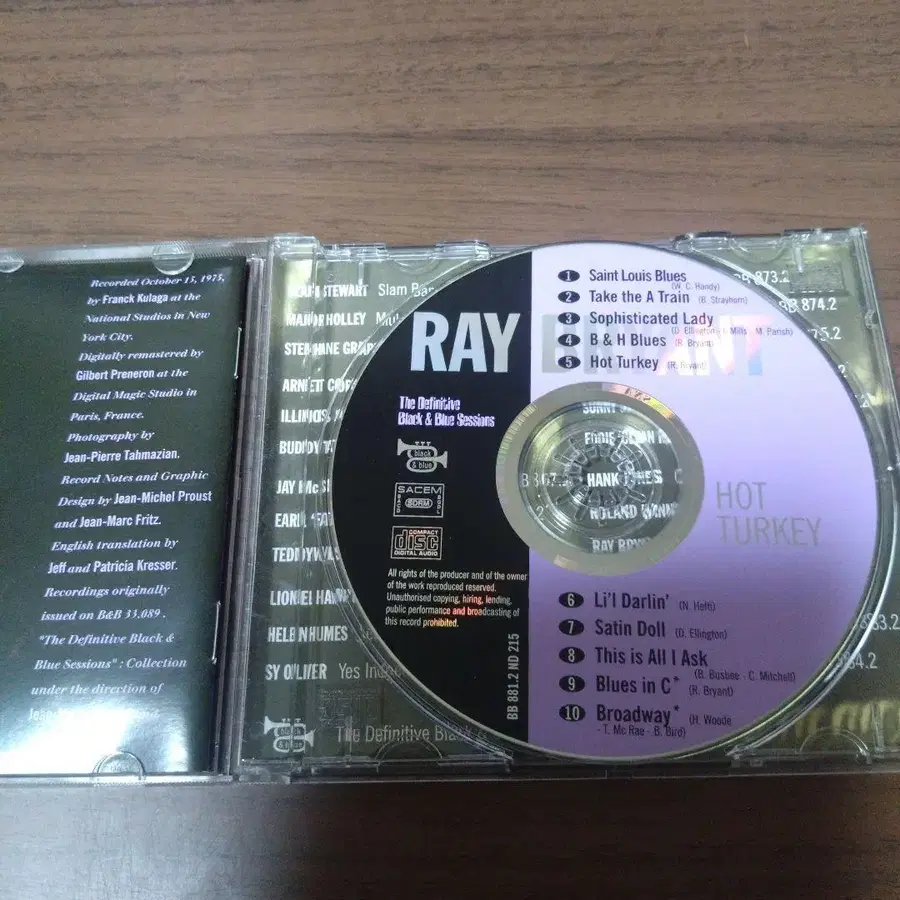 Recorded October 15, 1975,
by Franck Kulaga at the
National Studios in New
York City.
Digitally remastered by
Gilbert Preneron at the
Digital Magic Studio in
Paris, France.
Photography by
Jean-Pierre Tahmazian.
Record Notes and Graphic
Design by Jean-Michel Proust
and Jean-Marc Fritz.
English translation by
Jeff and Patricia Kresser.
Recordings originally
issued on B&B 33.089 .
"The Definitive Black &
Blue Sessions" : Collection
under the direction of
STEWART Slam
MAJOR HOLLEY
ARNETT
BUDDY
JAY
EARL
TEDDY
LIONEL
HELEN HUMES
SY OLIVER Yes
black & blue
The Definitive
RAY BRYANT
The Definitive
Black & Blue Sessions
black & blue
SACEM
SDRM
COMPACT
disc
DIGITAL AUDIO
All rights of the producer and of the owner
of the work reproduced reserved.
Unauthorised copying, hiring, lending,
public performance and broadcasting of
this record prohibited.
BB 881.2 ND 215
1 Saint Louis Blues
(W. C. Handy)
2 Take the A Train (B. Strayhorn)
3 Sophisticated Lady
(D. Ellington - I. Mills - M. Parish)
4 B & H Blues (R. Bryant)
5 Hot Turkey (R. Bryant)
HANK JONES
HOT
TURKEY
6 Li'l Darlin' (N. Hefti)
7 Satin Doll (D. Ellington)
8 This is All I Ask
(B. Busbee - C. Mitchell)
9 Blues in C* (R. Bryant)
10 Broadway* (H. Woode
- T. Mc Rae - B. Bird)
873.2
874.2